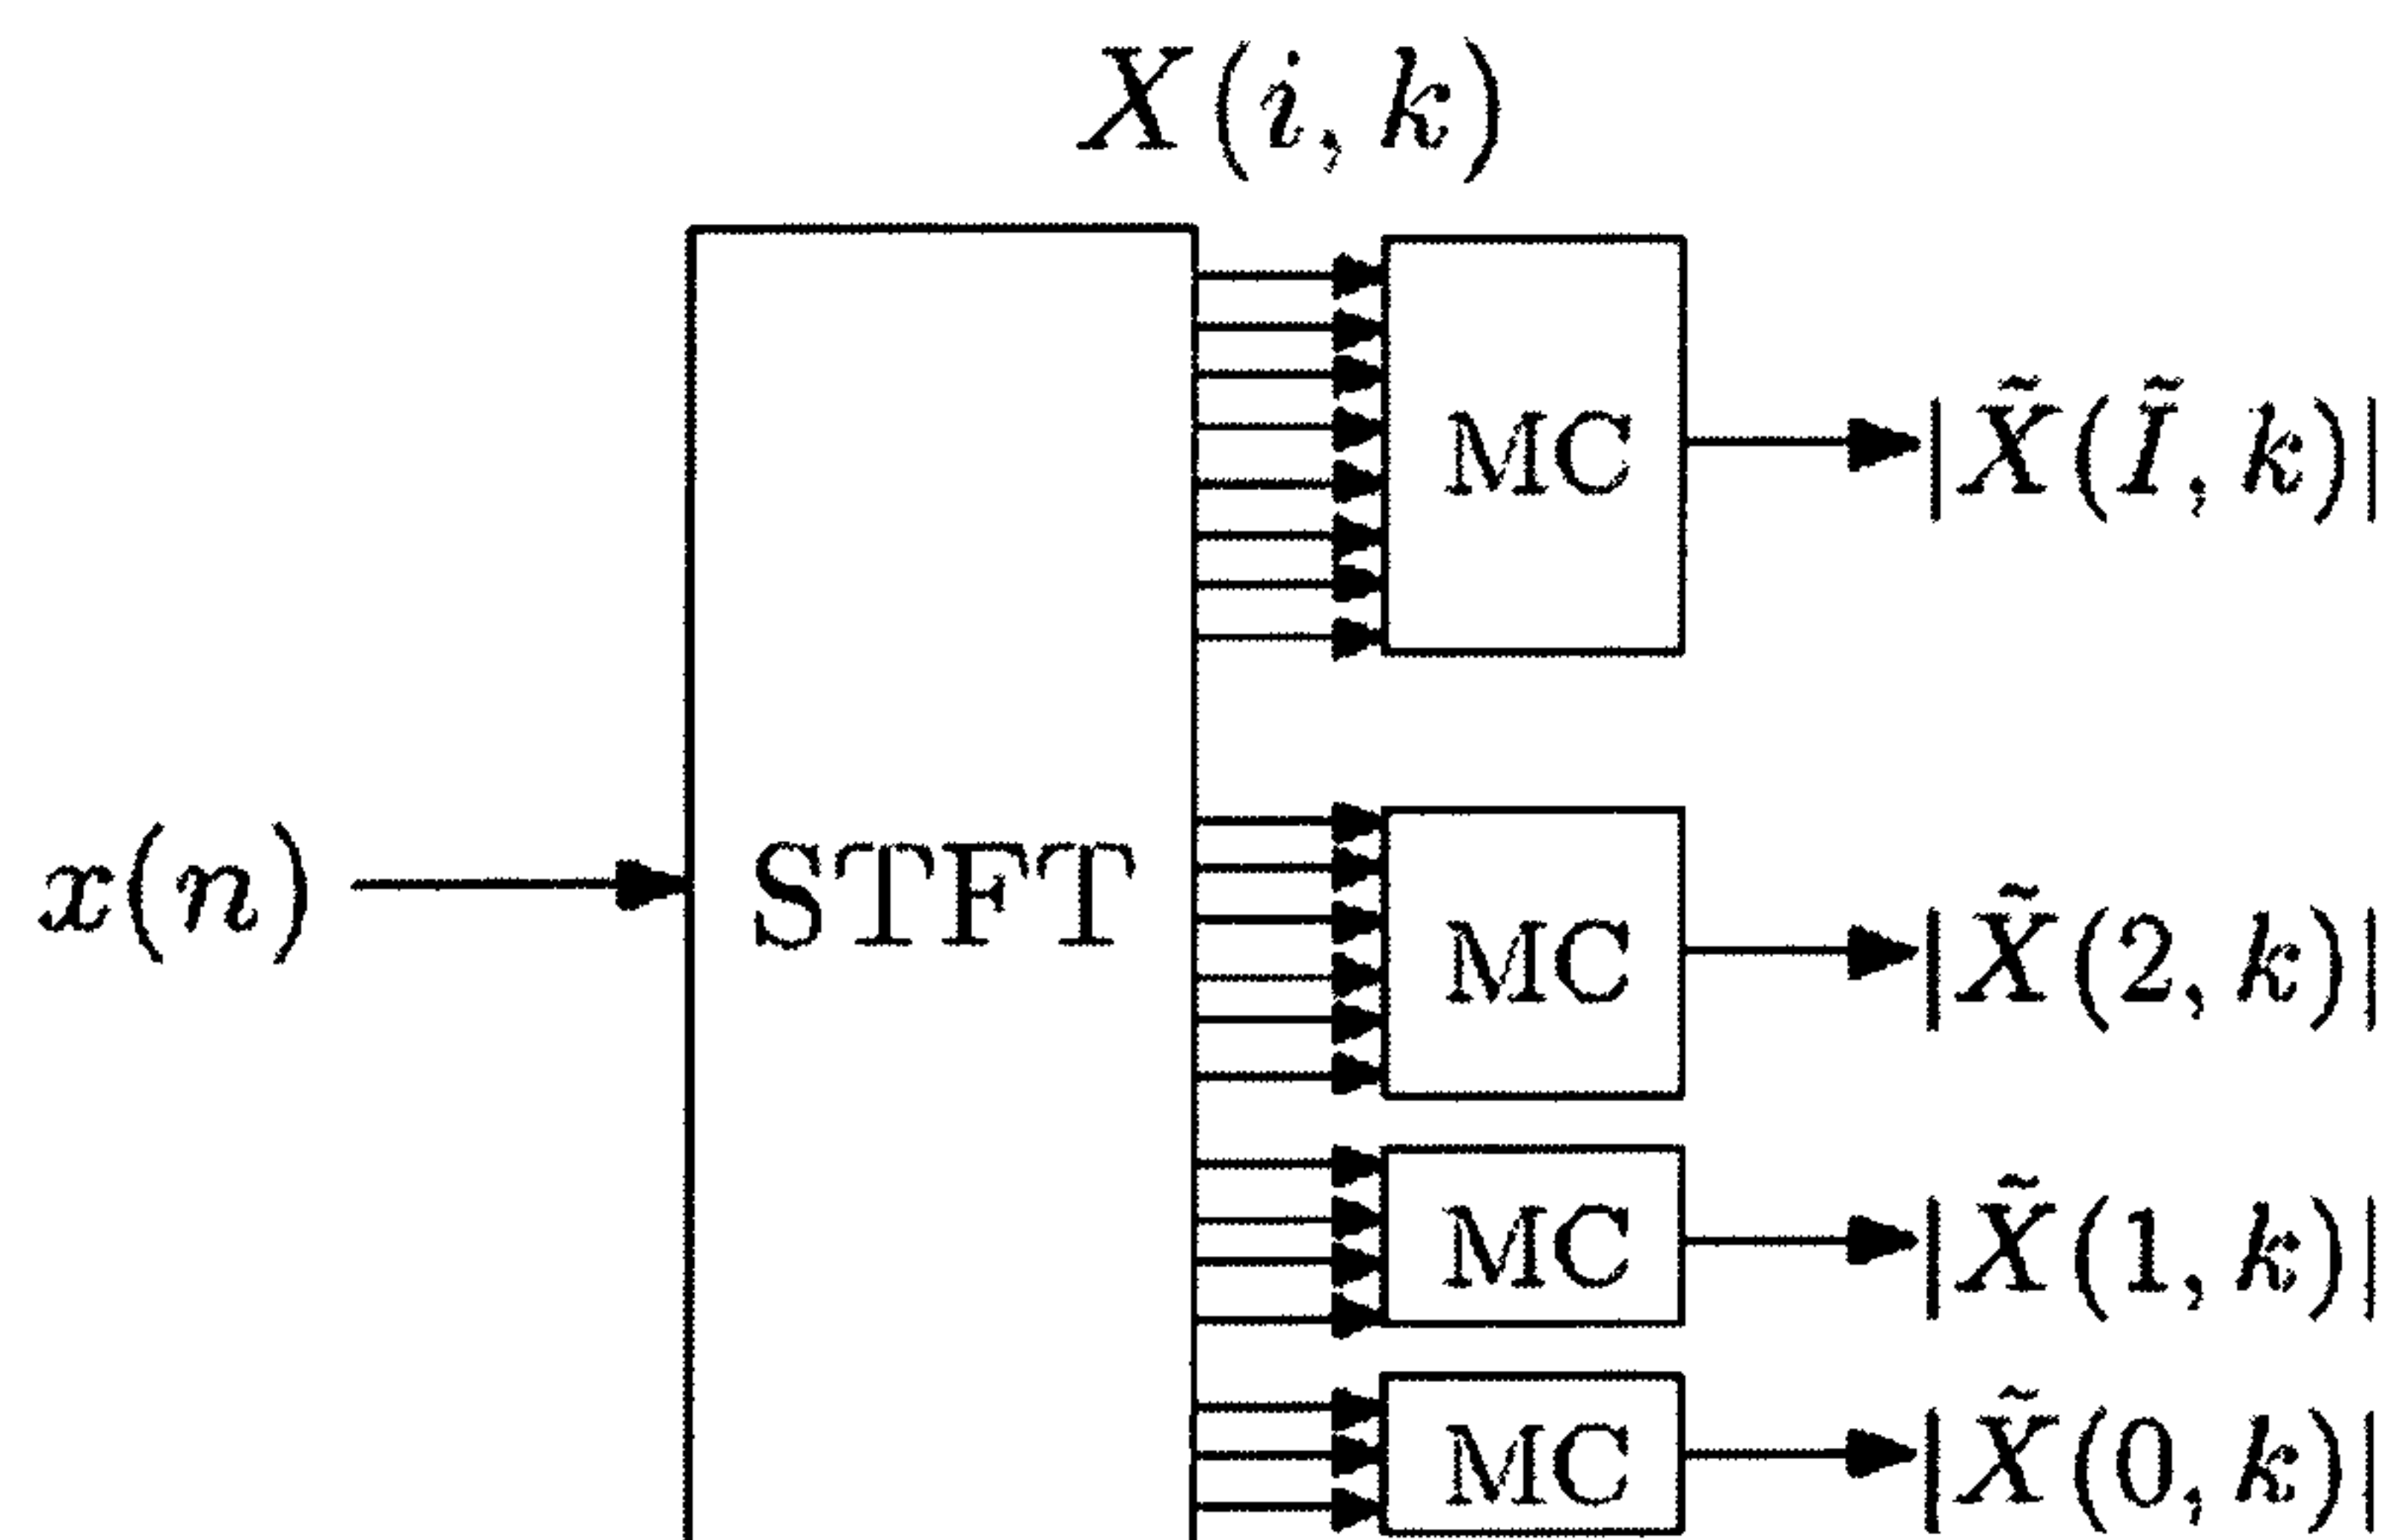 X(i, k)
MC
|X̃(Ĩ, k)|
x(n)
STFT
MC
|X̃(2, k)|
MC
|X̃(1, k)|
MC
|X̃(0, k)|